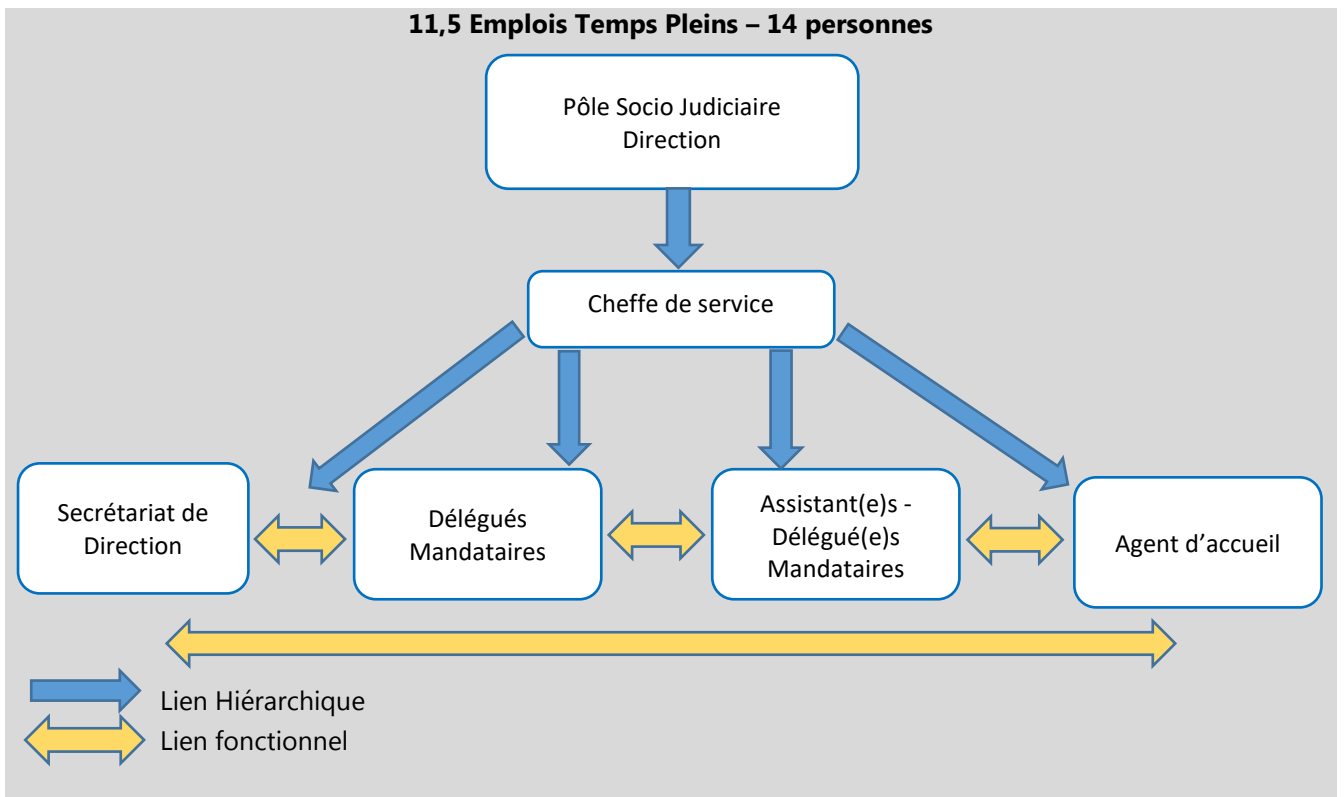 11,5 Emplois Temps Pleins – 14 personnes
Pôle Socio Judiciaire
Direction
Cheffe de service
Secrétariat de
Direction
Délégués
Mandataires
Assistant(e)s -
Délégué(e)s
Mandataires
Agent d'accueil
Lien Hiérarchique
Lien fonctionnel